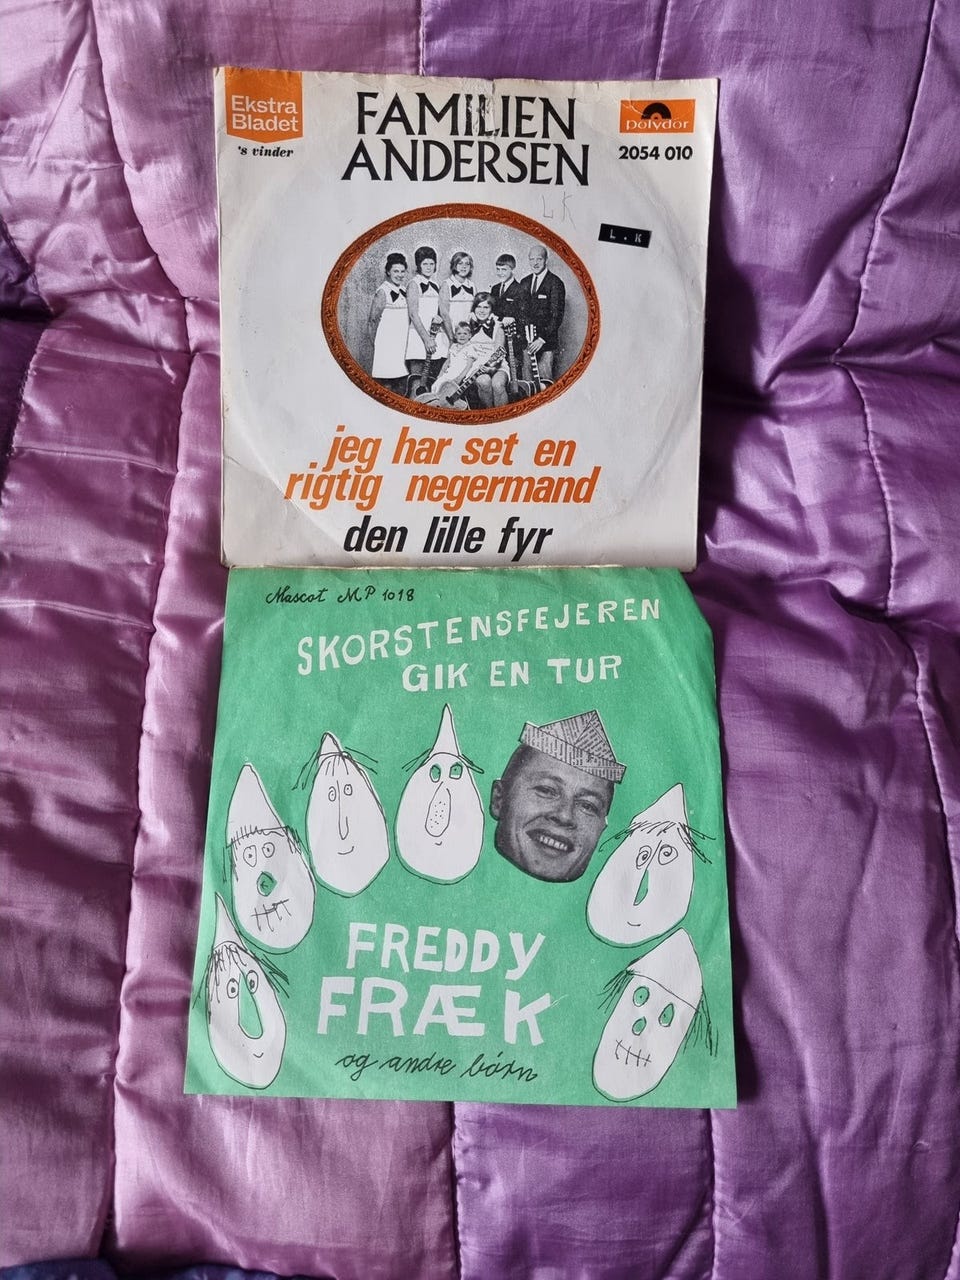 Ekstra
Bladet
's vinder
FAMILIEN
ANDERSEN
polydor
2054 010
LK
L.K
jeg har set en
rigtig negermand
den lille fyr
Mascot MP 1018
SKORSTENSFEJEREN
GIK EN TUR
FREDDY
FRÆK
og andre börn